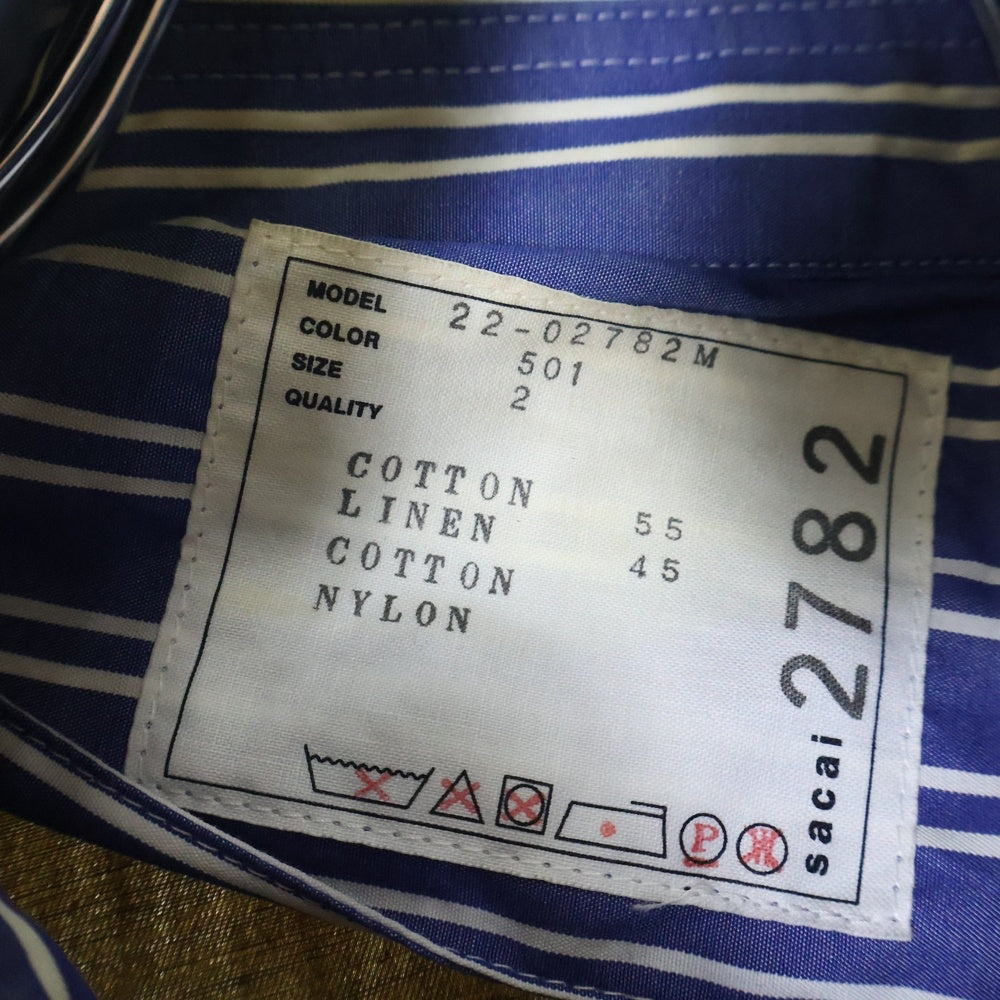 MODEL 22-02782M
COLOR 501
SIZE 2
QUALITY
COTTON
LINEN 55
COTTON 45
NYLON
sacai 2782
P
W